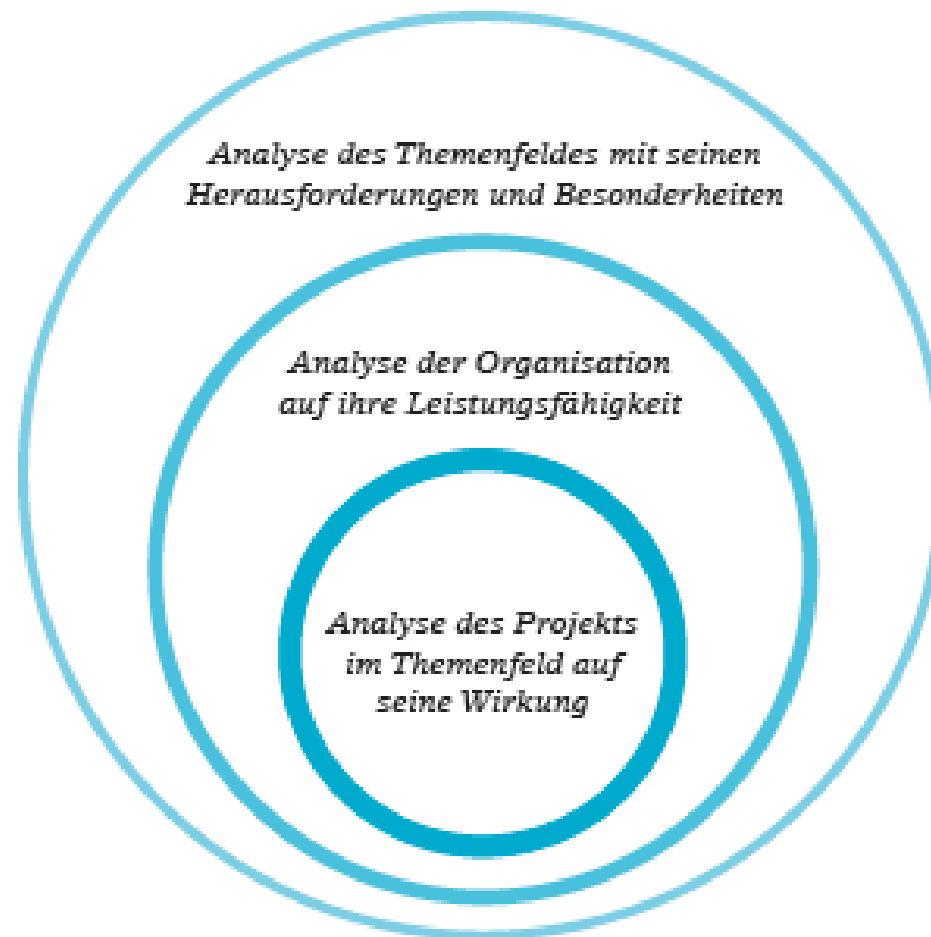 Analyse des Themenfeldes mit seinen
Herausforderungen und Besonderheiten
Analyse der Organisation
auf ihre Leistungsfähigkeit
Analyse des Projekts
im Themenfeld auf
seine Wirkung